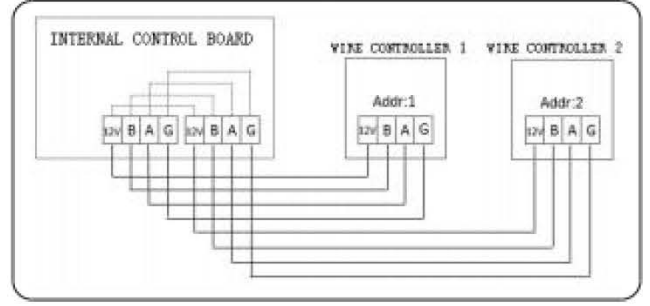 INTERNAL CONTROL BOARD
WIRE CONTROLLER 1
WIRE CONTROLLER 2
Addr:1
Addr:2
12V B A G 12V B A G
12V B A G
12V B A G